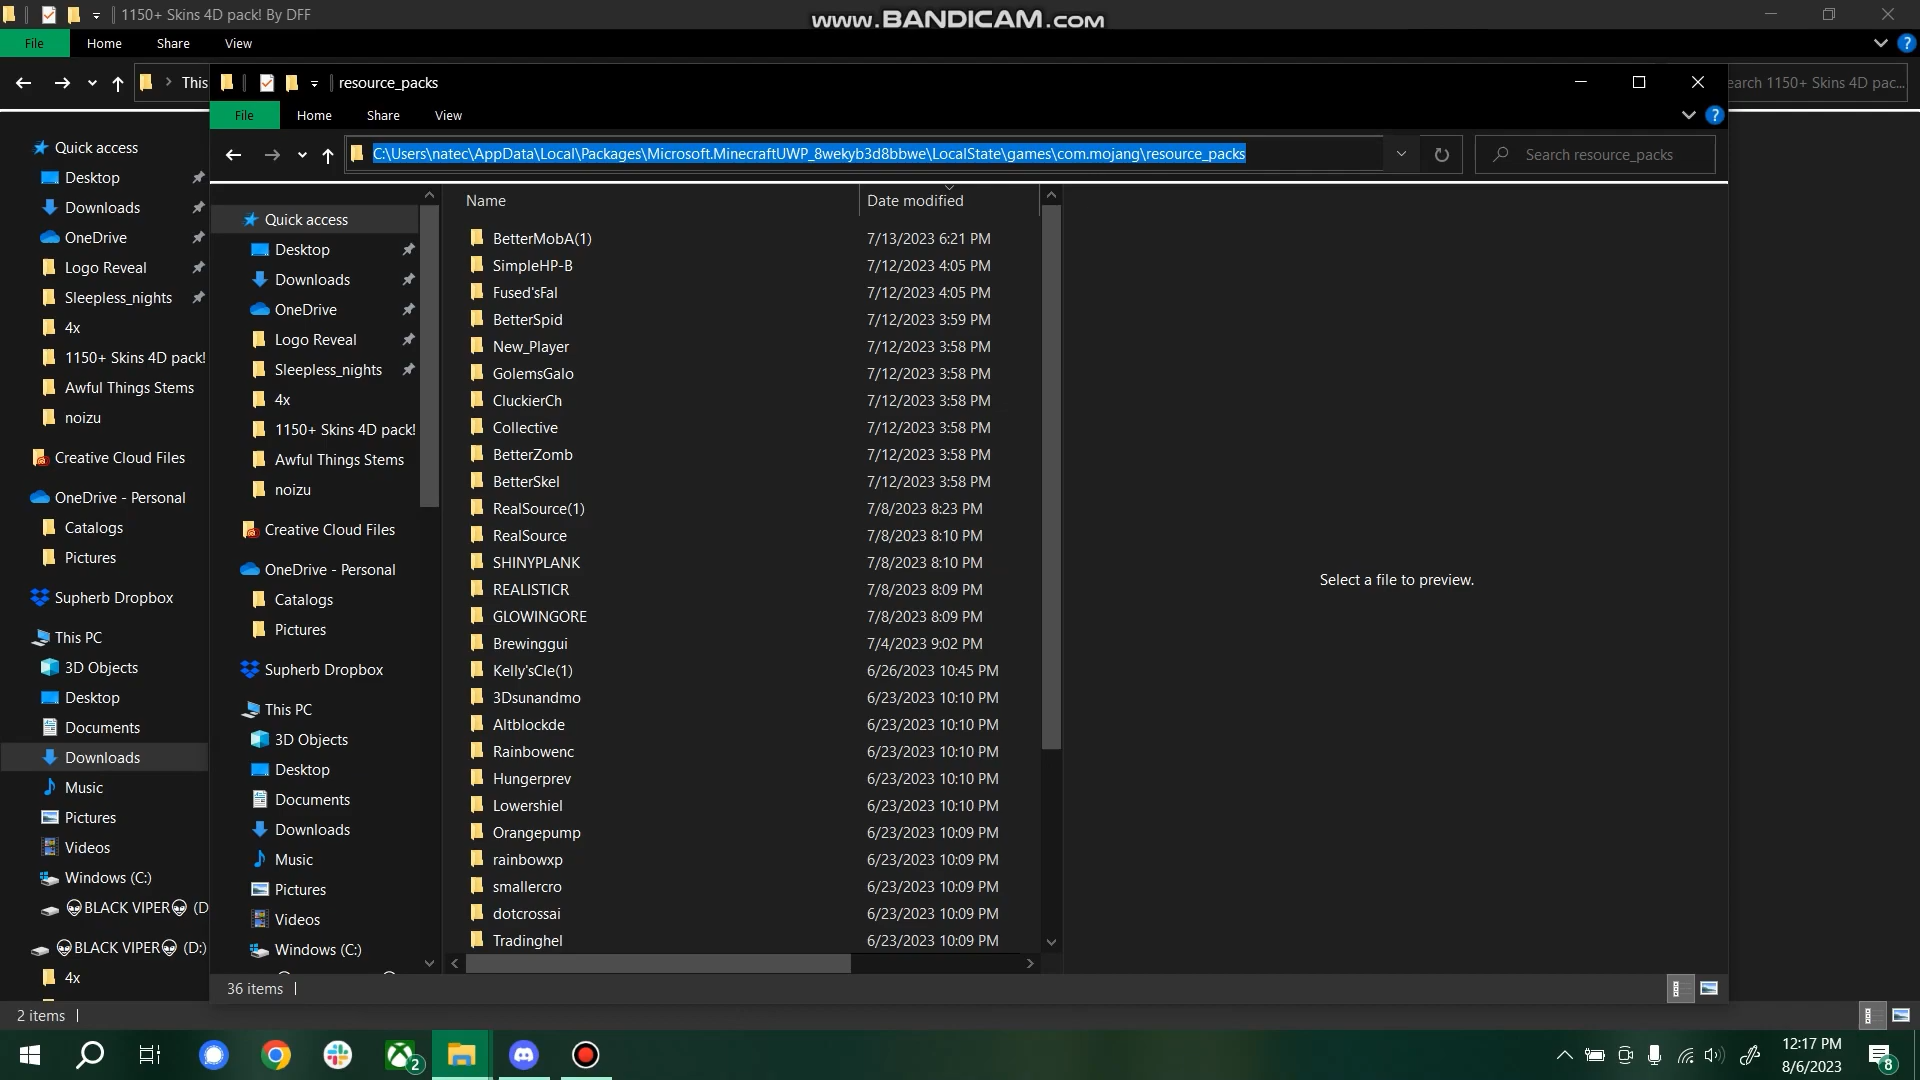 1150+ Skins 4D pack! By DFF
www.BANDICAM.com
File
Home
Share
View
This
earch 1150+ Skins 4D pac...
Quick access
Desktop
Downloads
OneDrive
Logo Reveal
Sleepless_nights
4x
1150+ Skins 4D pack!
Awful Things Stems
noizu
Creative Cloud Files
OneDrive - Personal
Catalogs
Pictures
Supherb Dropbox
This PC
3D Objects
Desktop
Documents
Downloads
Music
Pictures
Videos
Windows (C:)
👽BLACK VIPER👽 (D
👽BLACK VIPER👽 (D:)
4x
2 items
resource_packs
File
Home
Share
View
C:\Users\natec\AppData\Local\Packages\Microsoft.MinecraftUWP_8wekyb3d8bbwe\LocalState\games\com.mojang\resource_packs
Search resource_packs
Quick access
Desktop
Downloads
OneDrive
Logo Reveal
Sleepless_nights
4x
1150+ Skins 4D pack!
Awful Things Stems
noizu
Creative Cloud Files
OneDrive - Personal
Catalogs
Pictures
Supherb Dropbox
This PC
3D Objects
Desktop
Documents
Downloads
Music
Pictures
Videos
Windows (C:)
Name Date modified
BetterMobA(1) 7/13/2023 6:21 PM
SimpleHP-B 7/12/2023 4:05 PM
Fused'sFal 7/12/2023 4:05 PM
BetterSpid 7/12/2023 3:59 PM
New_Player 7/12/2023 3:58 PM
GolemsGalo 7/12/2023 3:58 PM
CluckierCh 7/12/2023 3:58 PM
Collective 7/12/2023 3:58 PM
BetterZomb 7/12/2023 3:58 PM
BetterSkel 7/12/2023 3:58 PM
RealSource(1) 7/8/2023 8:23 PM
RealSource 7/8/2023 8:10 PM
SHINYPLANK 7/8/2023 8:10 PM
REALISTICR 7/8/2023 8:09 PM
GLOWINGORE 7/8/2023 8:09 PM
Brewinggui 7/4/2023 9:02 PM
Kelly'sCle(1) 6/26/2023 10:45 PM
3Dsunandmo 6/23/2023 10:10 PM
Altblockde 6/23/2023 10:10 PM
Rainbowenc 6/23/2023 10:10 PM
Hungerprev 6/23/2023 10:10 PM
Lowershiel 6/23/2023 10:10 PM
Orangepump 6/23/2023 10:09 PM
rainbowxp 6/23/2023 10:09 PM
smallercro 6/23/2023 10:09 PM
dotcrossai 6/23/2023 10:09 PM
Tradinghel 6/23/2023 10:09 PM
Select a file to preview.
36 items
2
12:17 PM
8/6/2023
8